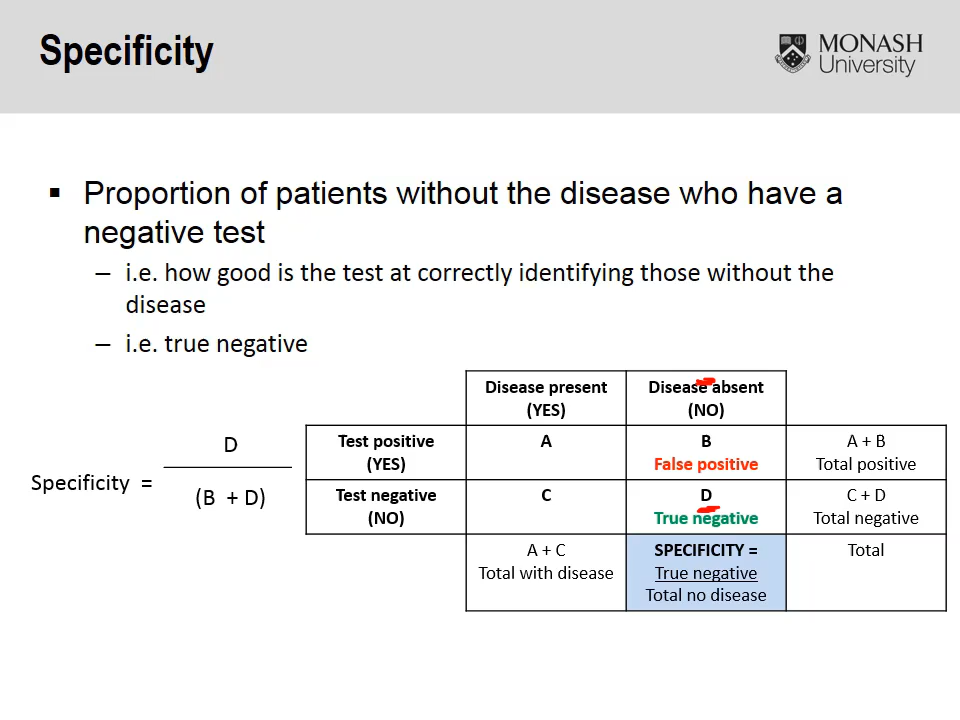 Specificity
MONASH
University
▪ Proportion of patients without the disease who have a
negative test
– i.e. how good is the test at correctly identifying those without the
disease
– i.e. true negative
Specificity =
D
(B + D)
Disease present
(YES)
Disease absent
(NO)
Test positive
(YES)
A
B
False positive
A + B
Total positive
Test negative
(NO)
C
D
True negative
C + D
Total negative
A + C
Total with disease
SPECIFICITY =
True negative
Total no disease
Total